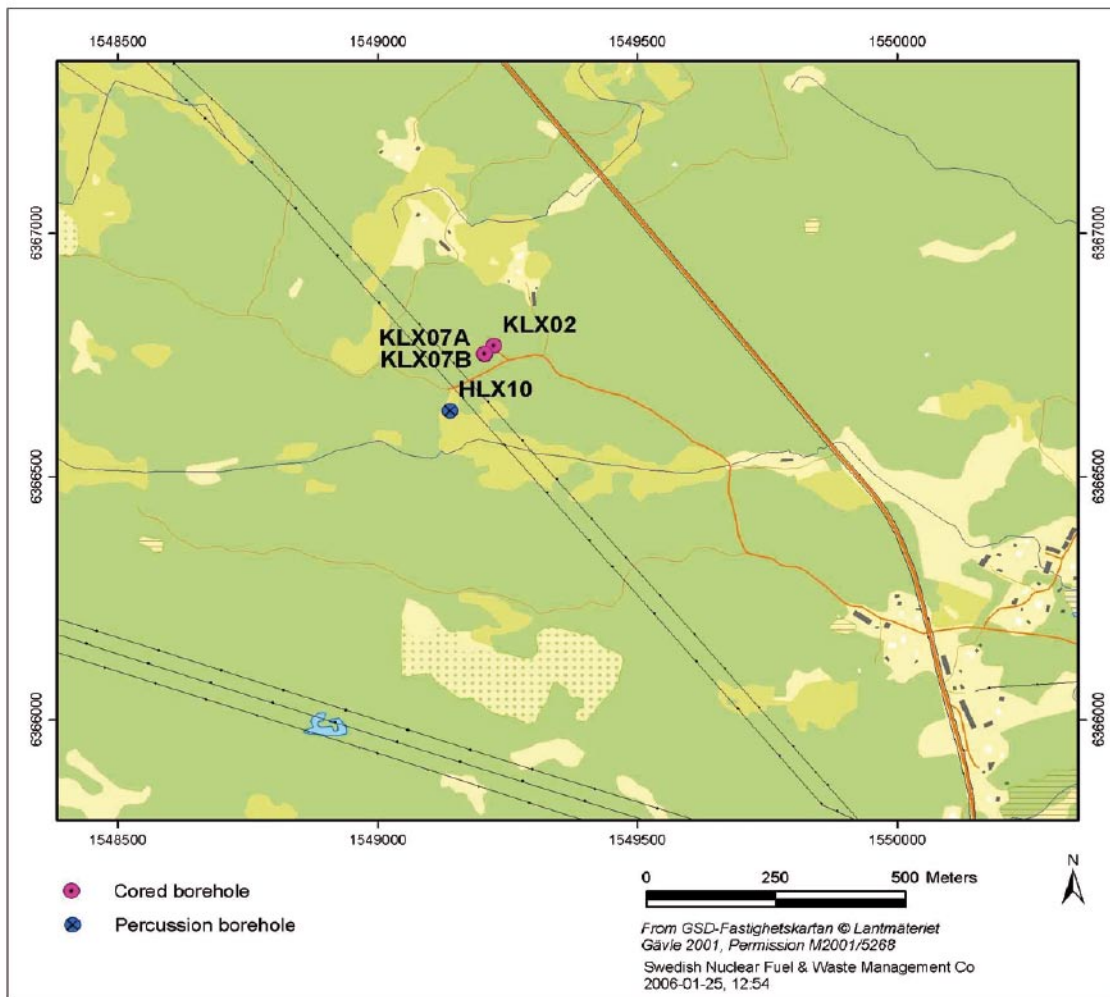 1548500 1549000 1549500 1550000
6367000 6367000
KLX02
KLX07A
KLX07B
HLX10
6366500 6366500
6366000 6366000
1548500 1549000 1549500 1550000
Cored borehole
Percussion borehole
0 250 500 Meters
N
From GSD-Fastighetskartan © Lantmäteriet
Gävle 2001, Permission M2001/5268
Swedish Nuclear Fuel & Waste Management Co
2006-01-25, 12:54